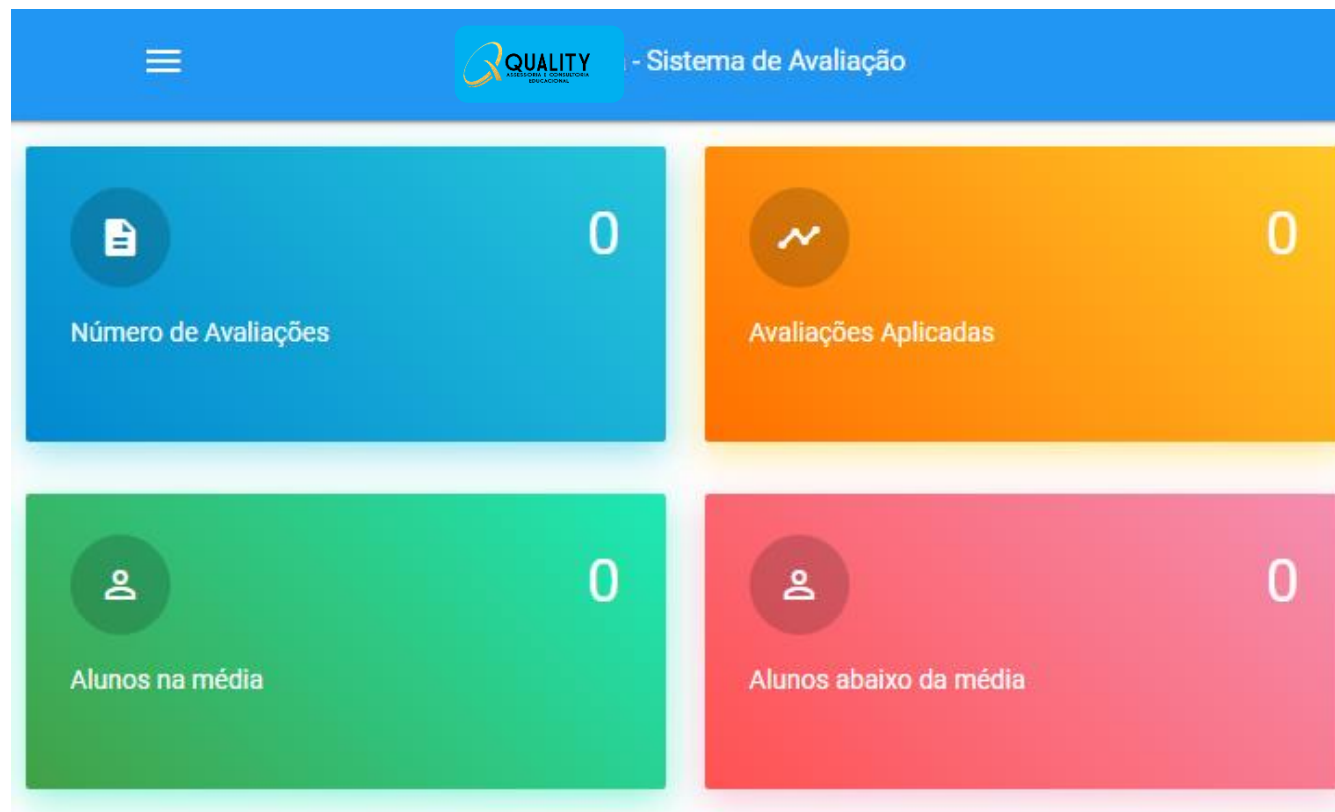 QUALITY
ASSESSORIA E CONSULTORIA
EDUCACIONAL
- Sistema de Avaliação
0
Número de Avaliações
0
Avaliações Aplicadas
0
Alunos na média
0
Alunos abaixo da média